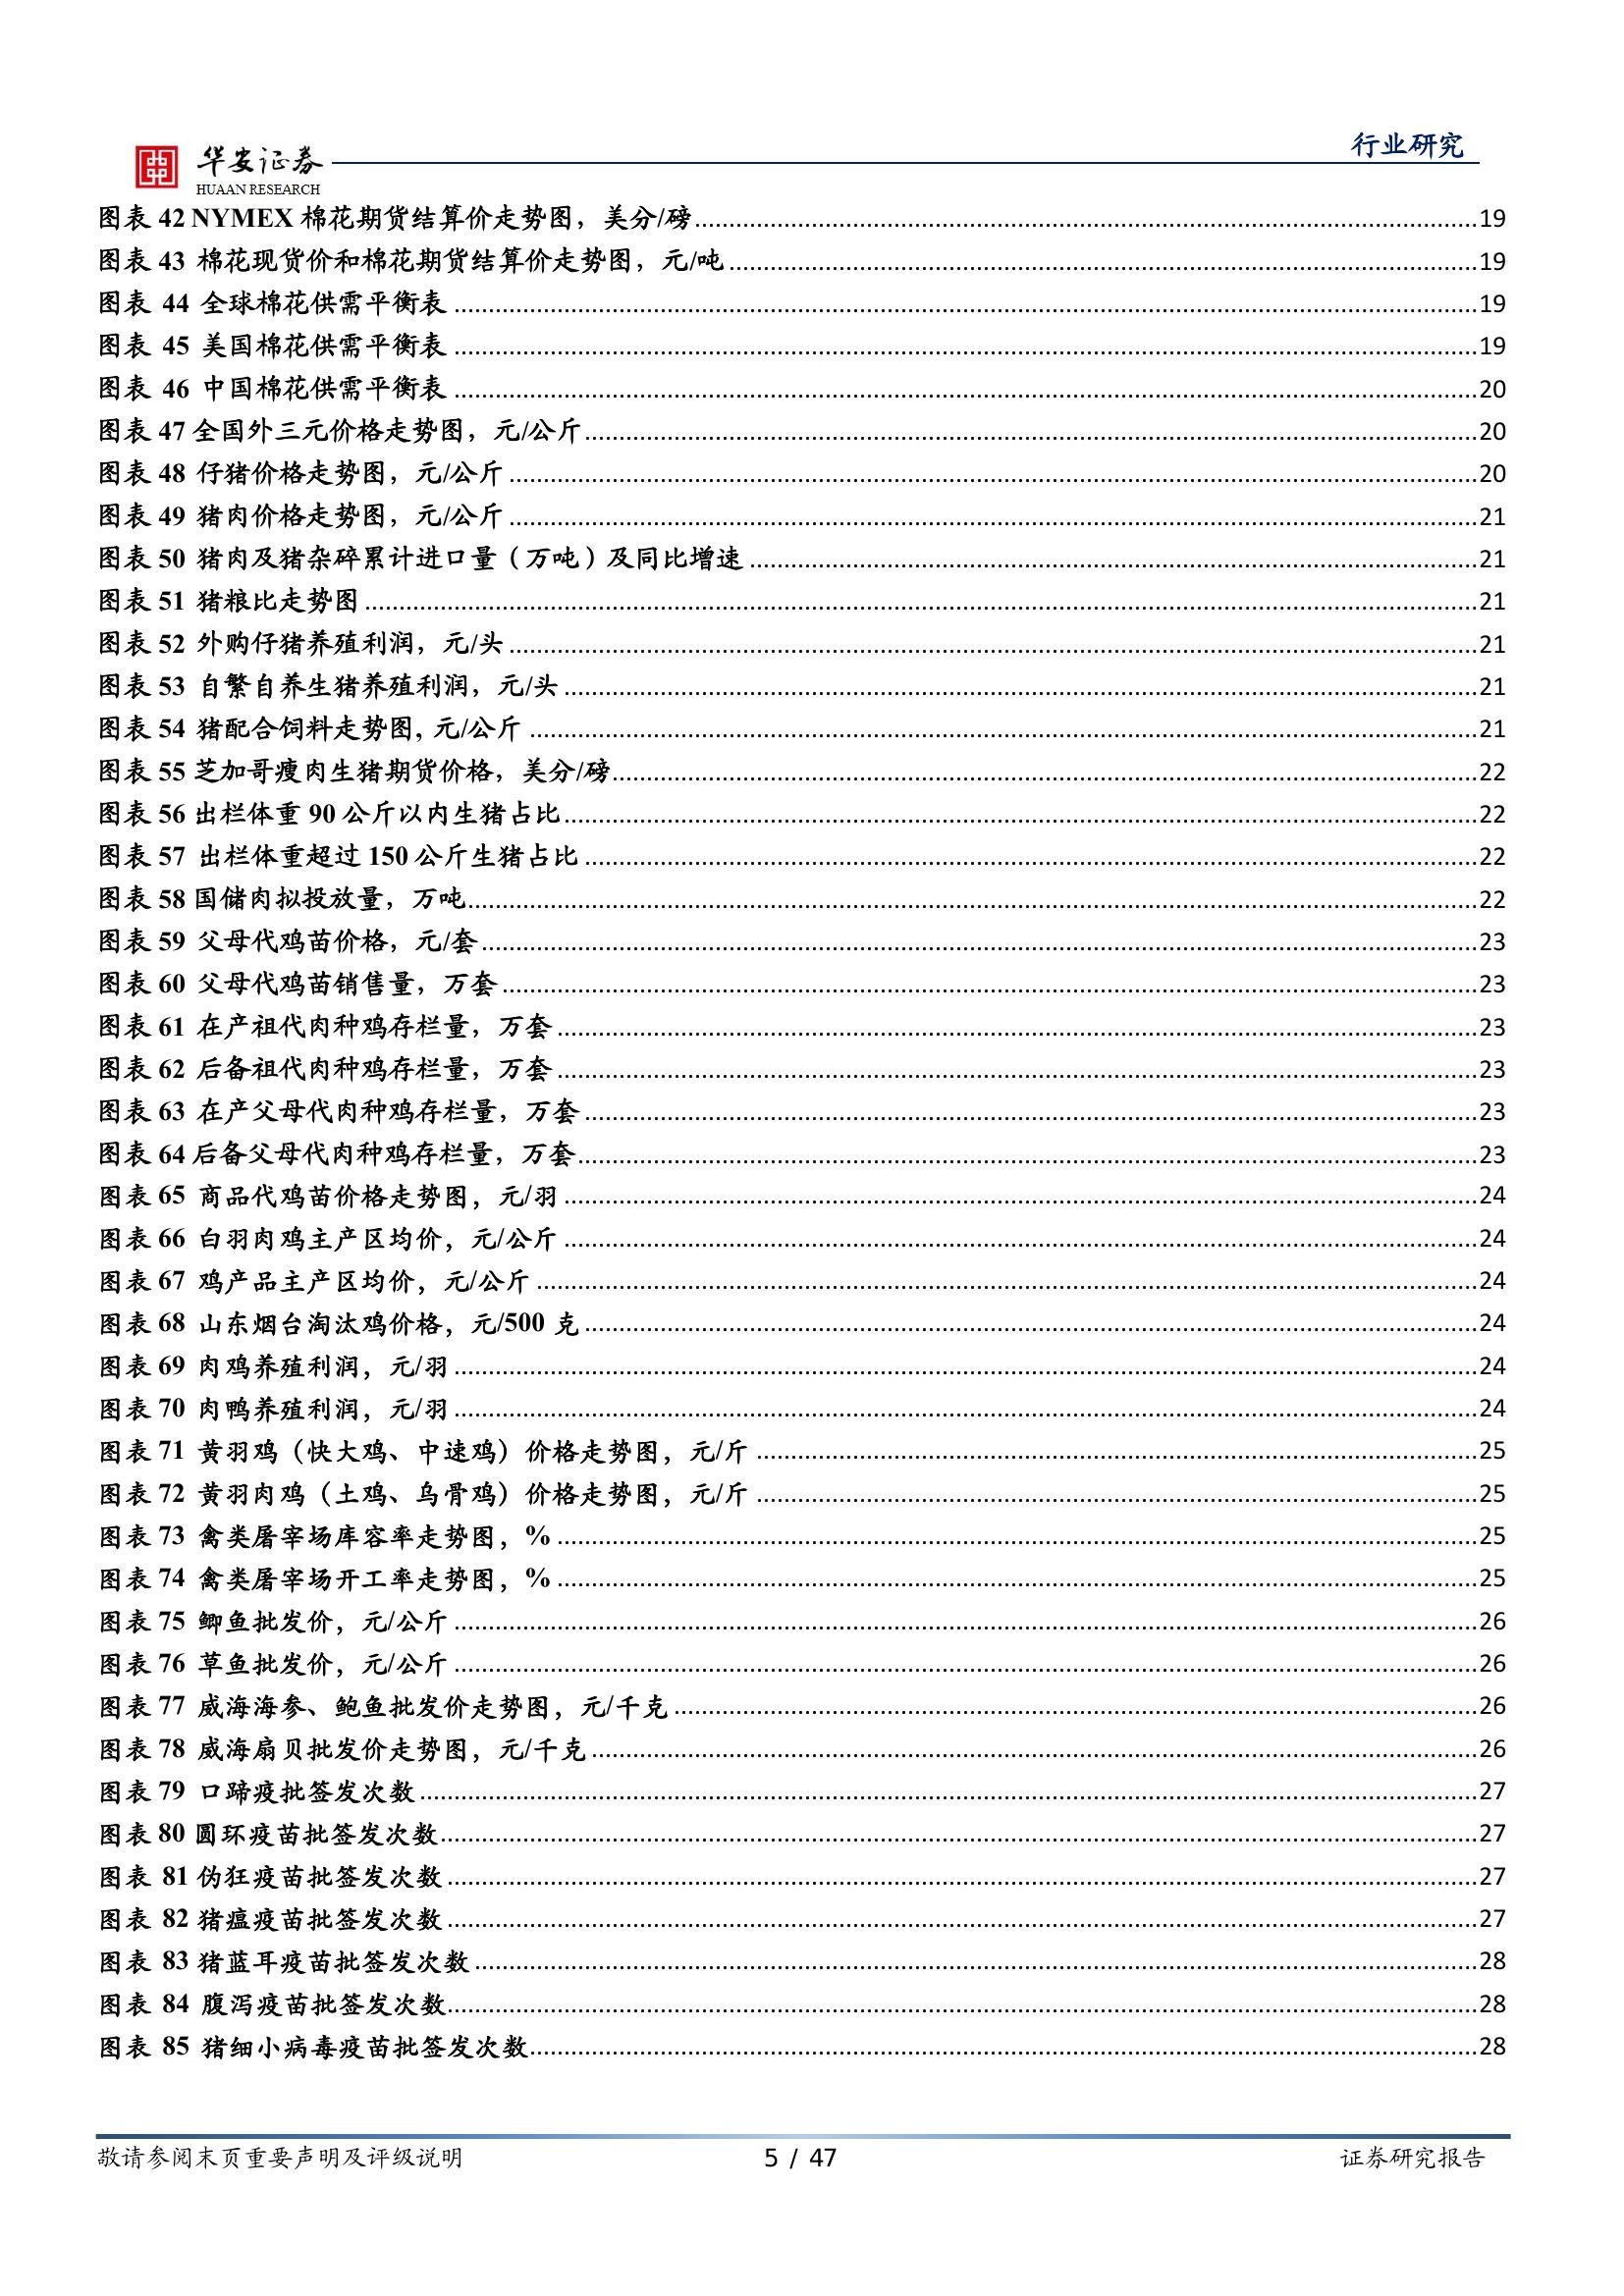 行业研究
华安证券
HUAAN RESEARCH
图表 42 NYMEX 棉花期货结算价走势图，美分/磅 19
图表 43 棉花现货价和棉花期货结算价走势图，元/吨 19
图表 44 全球棉花供需平衡表 19
图表 45 美国棉花供需平衡表 19
图表 46 中国棉花供需平衡表 20
图表 47 全国外三元价格走势图，元/公斤 20
图表 48 仔猪价格走势图，元/公斤 20
图表 49 猪肉价格走势图，元/公斤 21
图表 50 猪肉及猪杂碎累计进口量（万吨）及同比增速 21
图表 51 猪粮比走势图 21
图表 52 外购仔猪养殖利润，元/头 21
图表 53 自繁自养生猪养殖利润，元/头 21
图表 54 猪配合饲料走势图, 元/公斤 21
图表 55 芝加哥瘦肉生猪期货价格，美分/磅 22
图表 56 出栏体重 90 公斤以内生猪占比 22
图表 57 出栏体重超过 150 公斤生猪占比 22
图表 58 国储肉拟投放量，万吨 22
图表 59 父母代鸡苗价格，元/套 23
图表 60 父母代鸡苗销售量，万套 23
图表 61 在产祖代肉种鸡存栏量，万套 23
图表 62 后备祖代肉种鸡存栏量，万套 23
图表 63 在产父母代肉种鸡存栏量，万套 23
图表 64 后备父母代肉种鸡存栏量，万套 23
图表 65 商品代鸡苗价格走势图，元/羽 24
图表 66 白羽肉鸡主产区均价，元/公斤 24
图表 67 鸡产品主产区均价，元/公斤 24
图表 68 山东烟台淘汰鸡价格，元/500 克 24
图表 69 肉鸡养殖利润，元/羽 24
图表 70 肉鸭养殖利润，元/羽 24
图表 71 黄羽鸡（快大鸡、中速鸡）价格走势图，元/斤 25
图表 72 黄羽肉鸡（土鸡、乌骨鸡）价格走势图，元/斤 25
图表 73 禽类屠宰场库容率走势图，% 25
图表 74 禽类屠宰场开工率走势图，% 25
图表 75 鲫鱼批发价，元/公斤 26
图表 76 草鱼批发价，元/公斤 26
图表 77 威海海参、鲍鱼批发价走势图，元/千克 26
图表 78 威海扇贝批发价走势图，元/千克 26
图表 79 口蹄疫批签发次数 27
图表 80 圆环疫苗批签发次数 27
图表 81 伪狂疫苗批签发次数 27
图表 82 猪瘟疫苗批签发次数 27
图表 83 猪蓝耳疫苗批签发次数 28
图表 84 腹泻疫苗批签发次数 28
图表 85 猪细小病毒疫苗批签发次数 28
敬请参阅末页重要声明及评级说明 5 / 47 证券研究报告